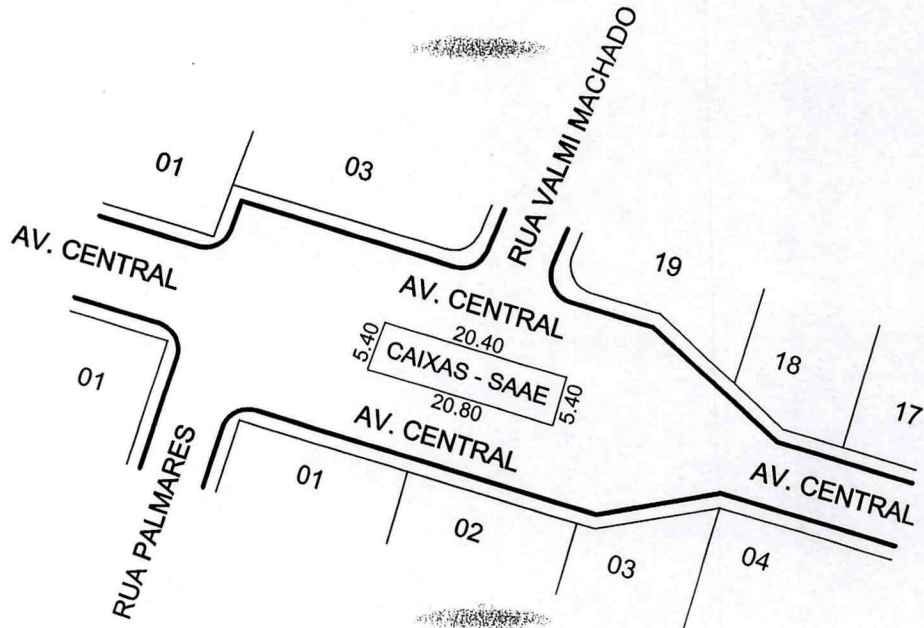 RUA VALMI MACHADO
01
03
AV. CENTRAL
19
AV. CENTRAL
20.40
5.40
CAIXAS - SAAE
5.40
20.80
18
17
01
AV. CENTRAL
RUA PALMARES
01
02
03
04
AV. CENTRAL